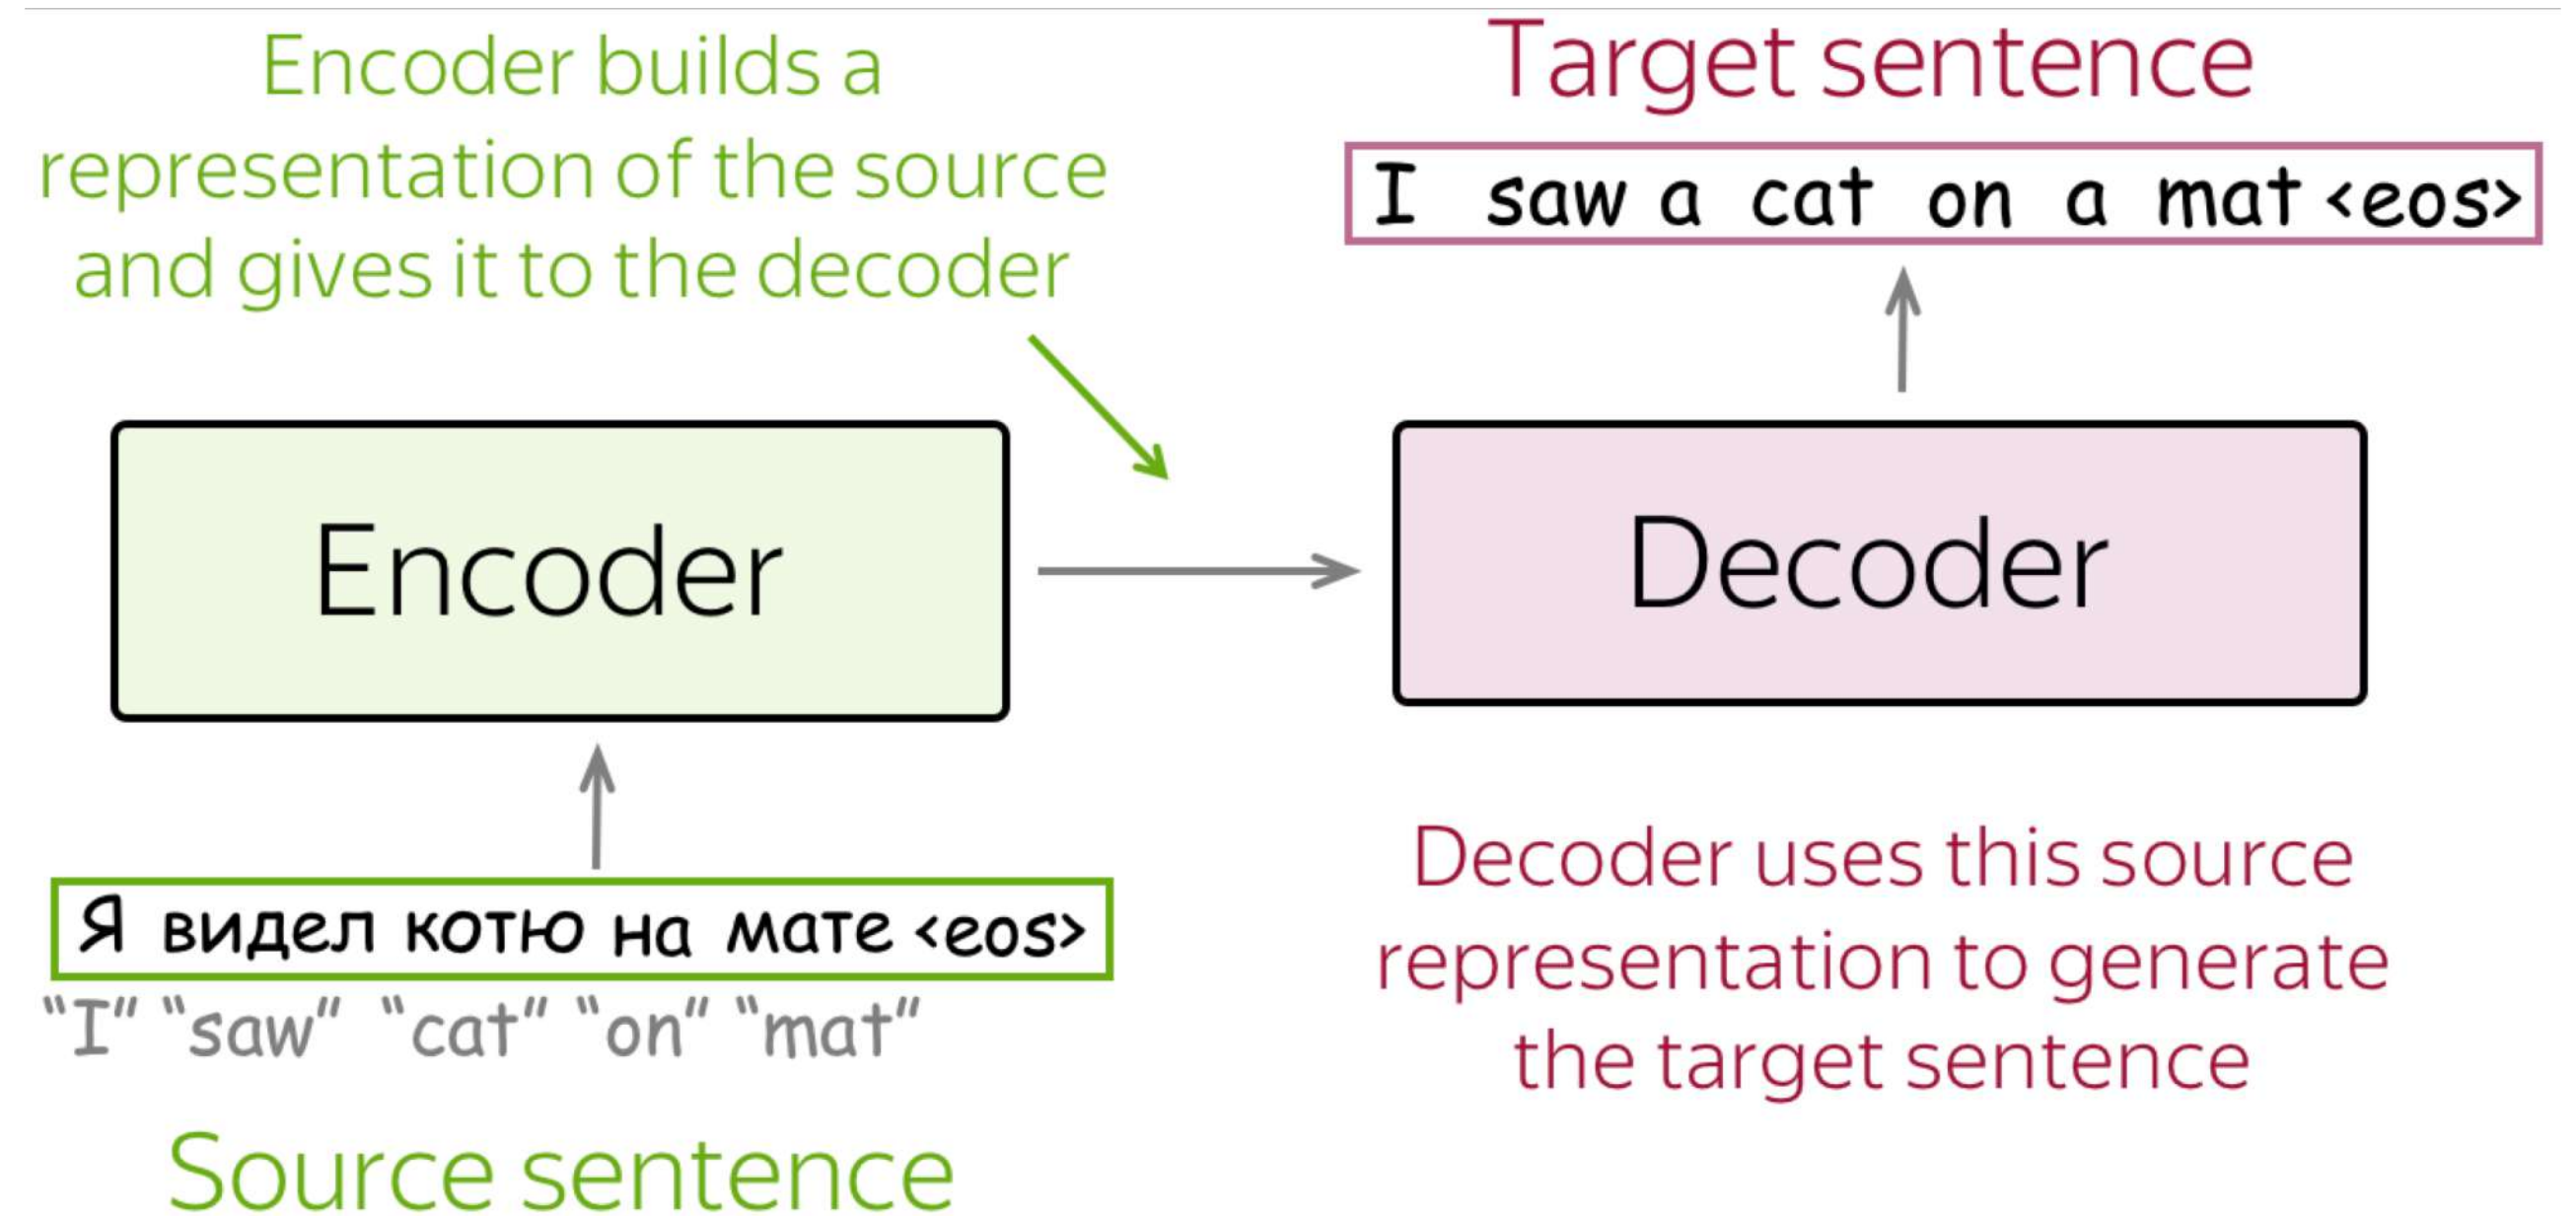 Encoder builds a
representation of the source
and gives it to the decoder
Target sentence
I saw a cat on a mat <eos>
Encoder
Decoder
Я видел котю на мате <eos>
“I” “saw” “cat” “on” “mat”
Source sentence
Decoder uses this source
representation to generate
the target sentence